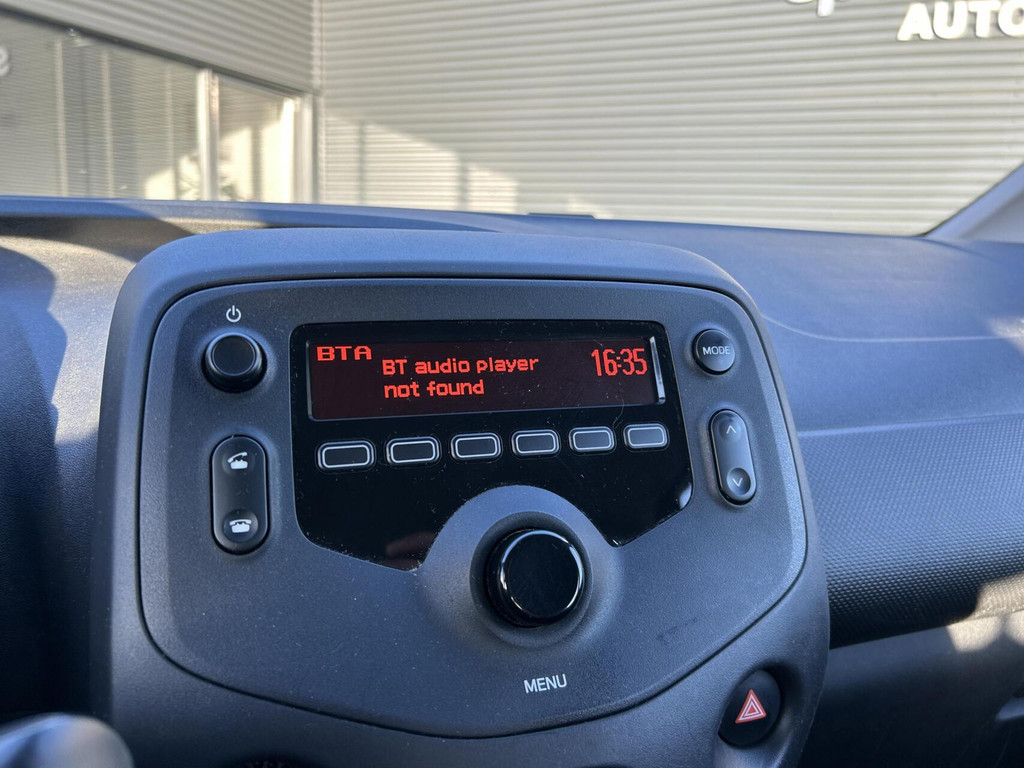 AUTO
BTA
BT audio player
not found
16:35
MODE
MENU